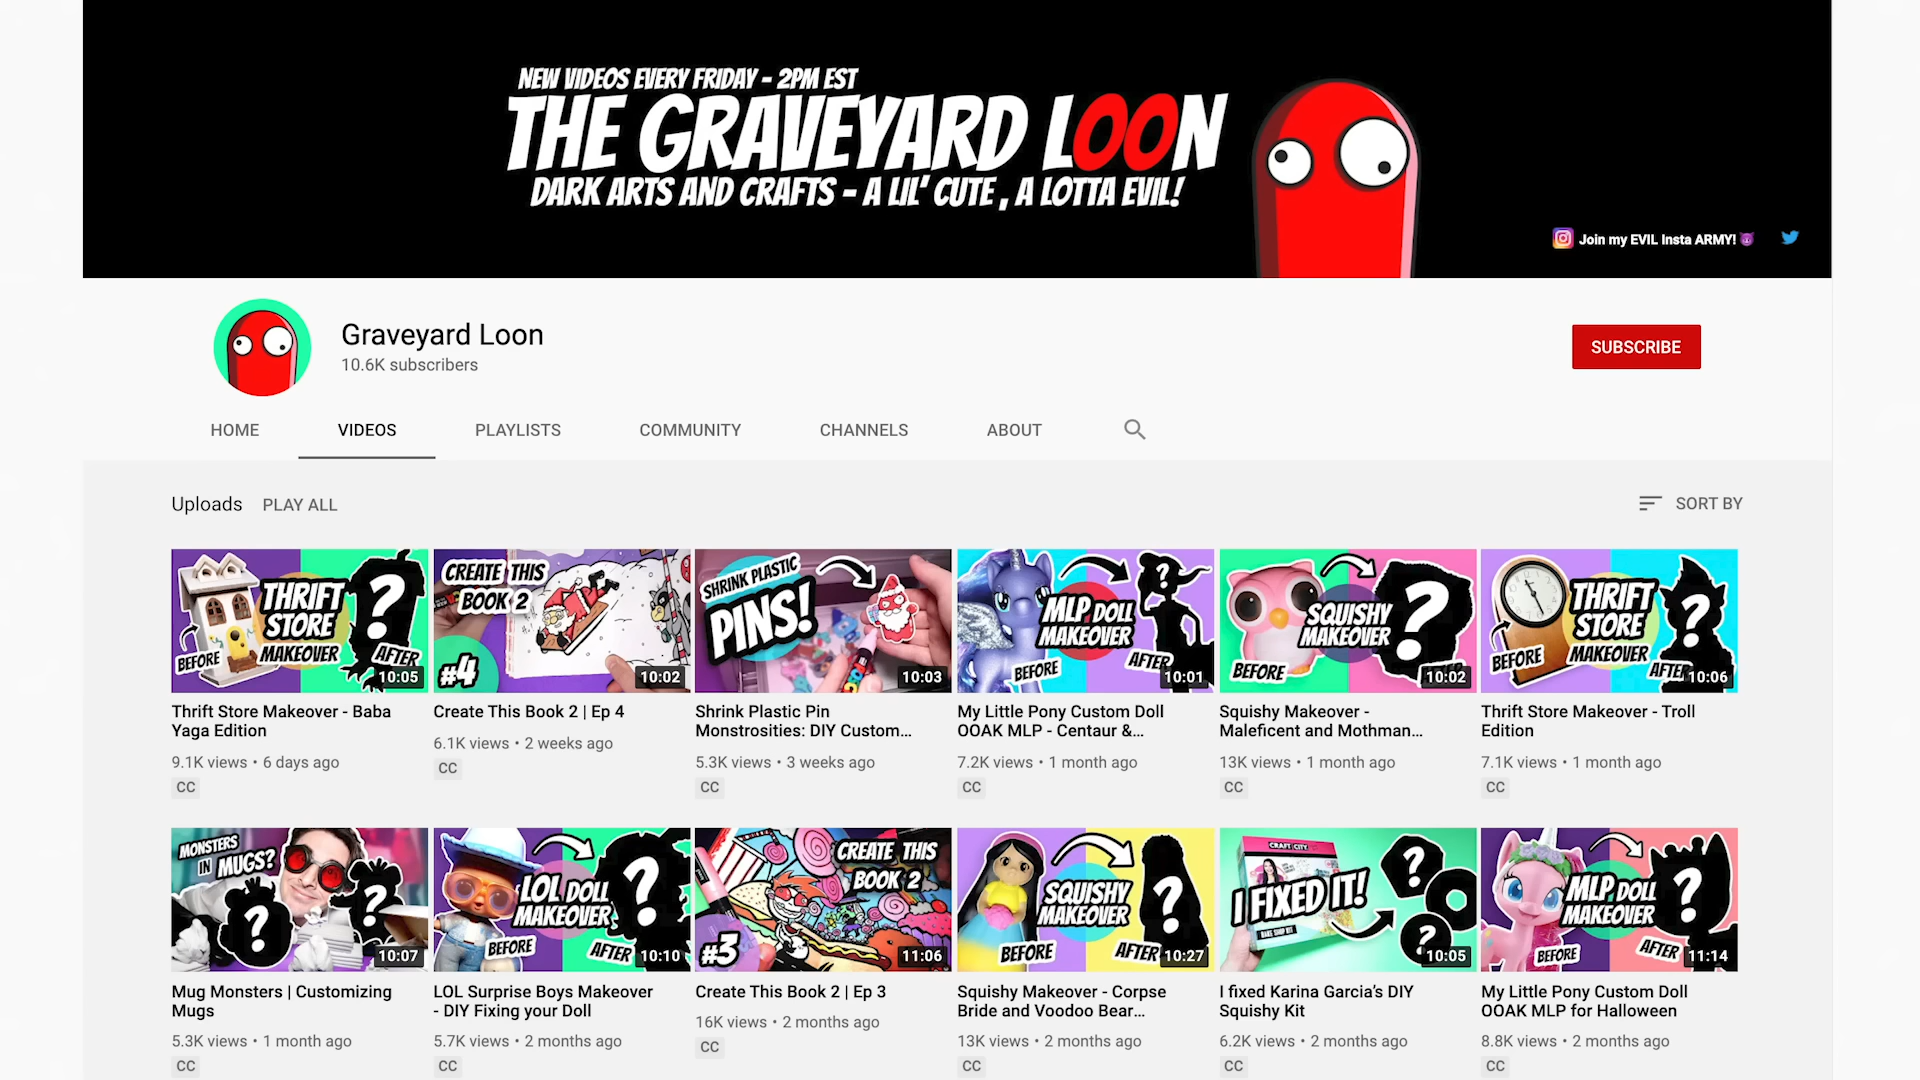 NEW VIDEOS EVERY FRIDAY - 2PM EST
THE GRAVEYARD LOON
DARK ARTS AND CRAFTS - A LIL' CUTE , A LOTTA EVIL!
Join my EVIL Insta ARMY!
Graveyard Loon
10.6K subscribers
SUBSCRIBE
HOME VIDEOS PLAYLISTS COMMUNITY CHANNELS ABOUT
Uploads PLAY ALL
SORT BY
THRIFT
STORE
MAKEOVER
?
BEFORE
AFTER
10:05
Thrift Store Makeover - Baba
Yaga Edition
9.1K views • 6 days ago
CC
CREATE THIS
BOOK 2
#4
10:02
Create This Book 2 | Ep 4
6.1K views • 2 weeks ago
CC
SHRINK PLASTIC
PINS!
10:03
Shrink Plastic Pin
Monstrosities: DIY Custom...
5.3K views • 3 weeks ago
CC
?
MLP DOLL
MAKEOVER
BEFORE
AFTER
10:01
My Little Pony Custom Doll
OOAK MLP - Centaur &...
7.2K views • 1 month ago
CC
SQUISHY
MAKEOVER
?
BEFORE
AFTER
10:02
Squishy Makeover -
Maleficent and Mothman...
13K views • 1 month ago
CC
THRIFT
STORE
MAKEOVER
?
BEFORE
AFTER
10:06
Thrift Store Makeover - Troll
Edition
7.1K views • 1 month ago
CC
MONSTERS
IN MUGS?
?
?
10:07
Mug Monsters | Customizing
Mugs
5.3K views • 1 month ago
CC
LOL DOLL
MAKEOVER
?
BEFORE
AFTER
10:10
LOL Surprise Boys Makeover
- DIY Fixing your Doll
5.7K views • 2 months ago
CC
CREATE THIS
BOOK 2
#3
11:06
Create This Book 2 | Ep 3
16K views • 2 months ago
CC
SQUISHY
MAKEOVER
?
BEFORE
AFTER
10:27
Squishy Makeover - Corpse
Bride and Voodoo Bear...
13K views • 2 months ago
CC
CRAFT CITY
I FIXED IT!
BAKE SHOP KIT
?
?
10:05
I fixed Karina Garcia's DIY
Squishy Kit
6.2K views • 2 months ago
CC
MLP DOLL
MAKEOVER
?
BEFORE
AFTER
11:14
My Little Pony Custom Doll
OOAK MLP for Halloween
8.8K views • 2 months ago
CC